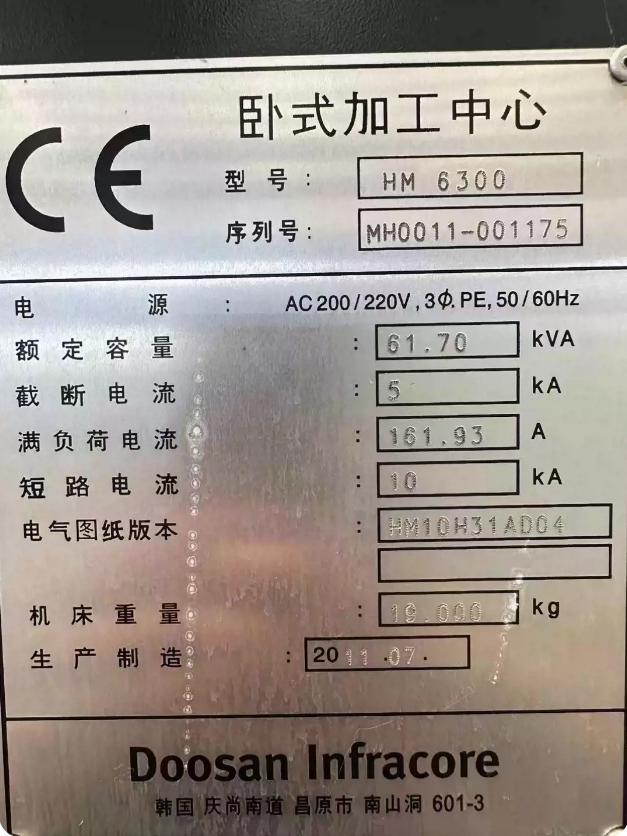 CE
卧式加工中心
型号: HM 6300
序列号: MH0011-001175
电源: AC 200/220V, 3Φ. PE, 50/60Hz
额定容量: 61.70 kVA
截断电流: 5 kA
满负荷电流: 161.93 A
短路电流: 10 kA
电气图纸版本: HM10H31AD04
机床重量: 19.000 kg
生产制造: 2011.07.
Doosan Infracore
韩国 庆尚南道 昌原市 南山洞 601-3